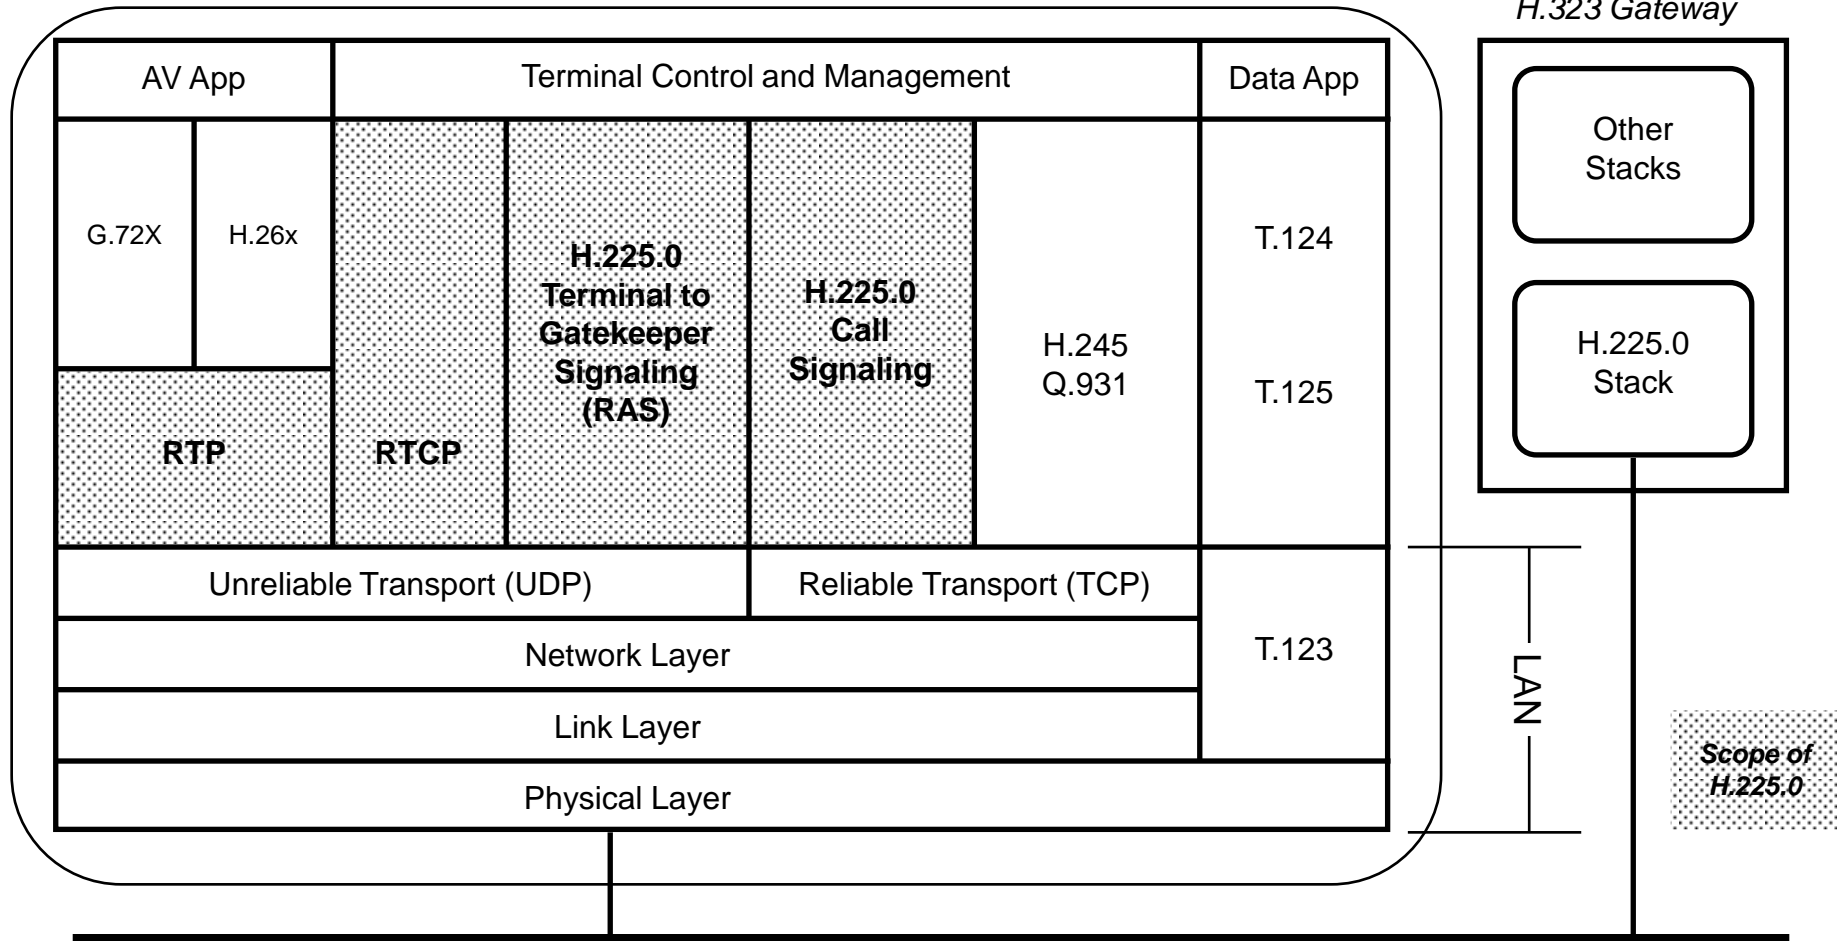 H.323 Gateway
AV App
Terminal Control and Management
Data App
G.72X
H.26x
RTP
RTCP
H.225.0
Terminal to
Gatekeeper
Signaling
(RAS)
H.225.0
Call
Signaling
H.245
Q.931
T.124
T.125
Unreliable Transport (UDP)
Reliable Transport (TCP)
T.123
Network Layer
Link Layer
Physical Layer
Other
Stacks
H.225.0
Stack
LAN
Scope of
H.225.0